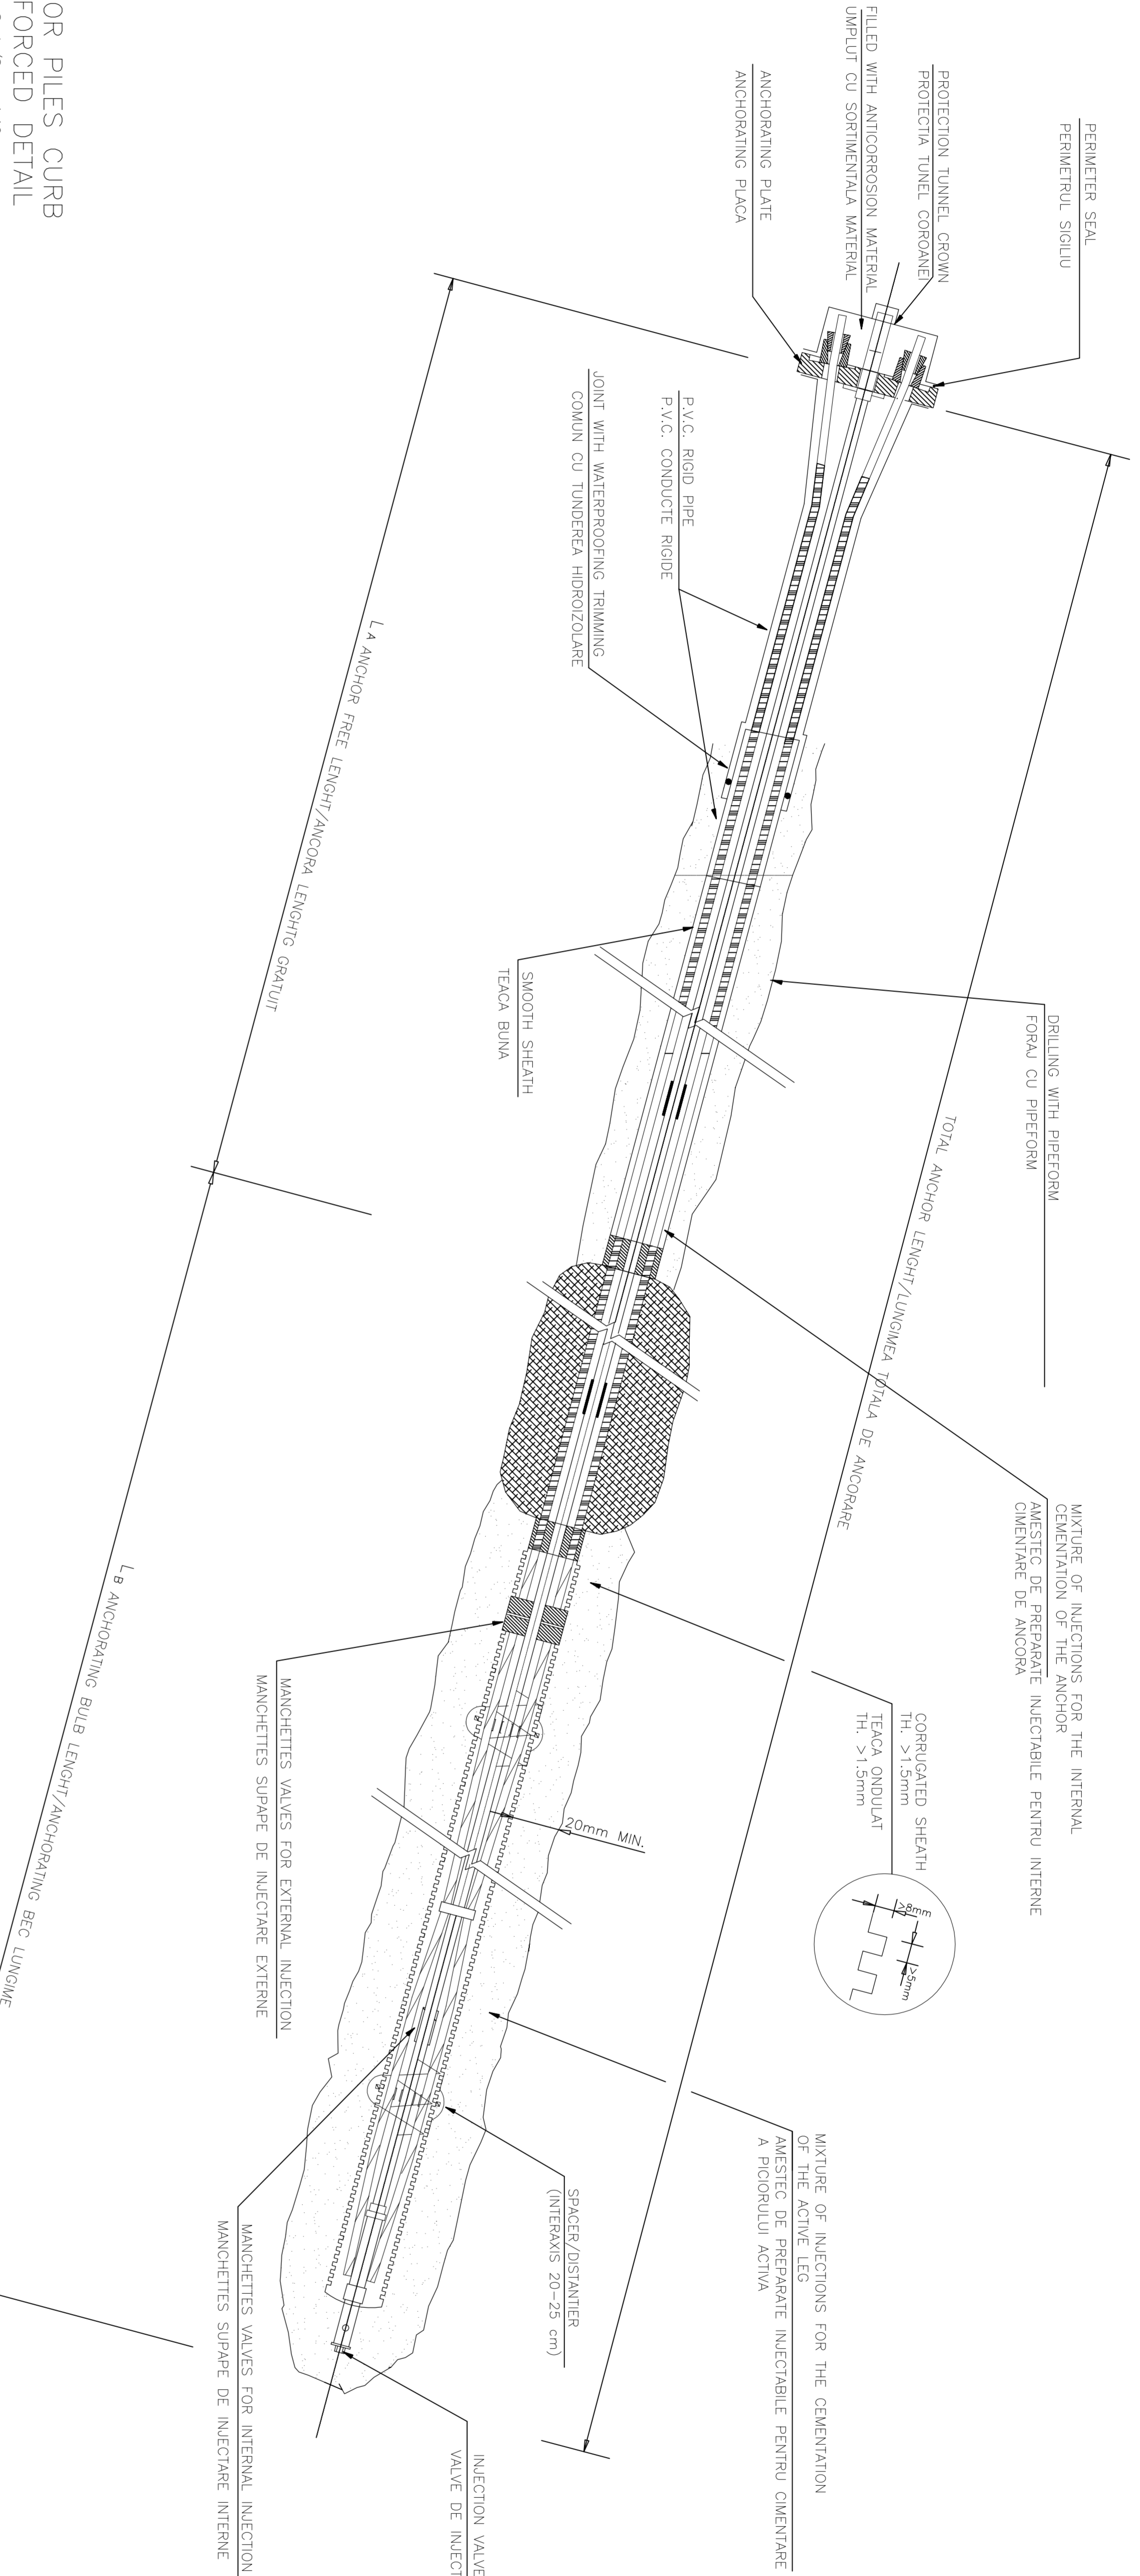 PERIMETER SEAL
PERIMETRUL SIGILIU
PROTECTION TUNNEL CROWN
PROTECTIA TUNEL COROANEI
FILLED WITH ANTICORROSION MATERIAL
UMPLUT CU SORTIMENTALA MATERIAL
ANCHORATING PLATE
ANCHORATING PLACA
P.V.C. RIGID PIPE
P.V.C. CONDUCTE RIGIDE
JOINT WITH WATERPROOFING TRIMMING
COMUN CU TUNDEREA HIDROIZOLARE
SMOOTH SHEATH
TEACA BUNA
DRILLING WITH PIPEFORM
FORAJ CU PIPEFORM
TOTAL ANCHOR LENGHT/LUNGIMEA TOTALA DE ANCORARE
LA ANCHOR FREE LENGHT/ANCORA LENGHTG GRATUIT
LB ANCHORATING BULB LENGHT/ANCHORATING BEC LUNGIME
MIXTURE OF INJECTIONS FOR THE INTERNAL
CEMENTATION OF THE ANCHOR
AMESTEC DE PREPARATE INJECTABILE PENTRU INTERNE
CIMENTARE DE ANCORA
CORRUGATED SHEATH
TH. >1.5mm
TEACA ONDULAT
TH. >1.5mm
>8mm
>5mm
20mm MIN.
MANCHETTES VALVES FOR EXTERNAL INJECTION
MANCHETTES SUPAPE DE INJECTARE EXTERNE
MIXTURE OF INJECTIONS FOR THE CEMENTATION
OF THE ACTIVE LEG
AMESTEC DE PREPARATE INJECTABILE PENTRU CIMENTARE
A PICIORULUI ACTIVA
SPACER/DISTANTIER
(INTERAXIS 20-25 cm)
INJECTION VALVE
VALVE DE INJECT
MANCHETTES VALVES FOR INTERNAL INJECTION
MANCHETTES SUPAPE DE INJECTARE INTERNE
OR PILES CURB
FORCED DETAIL